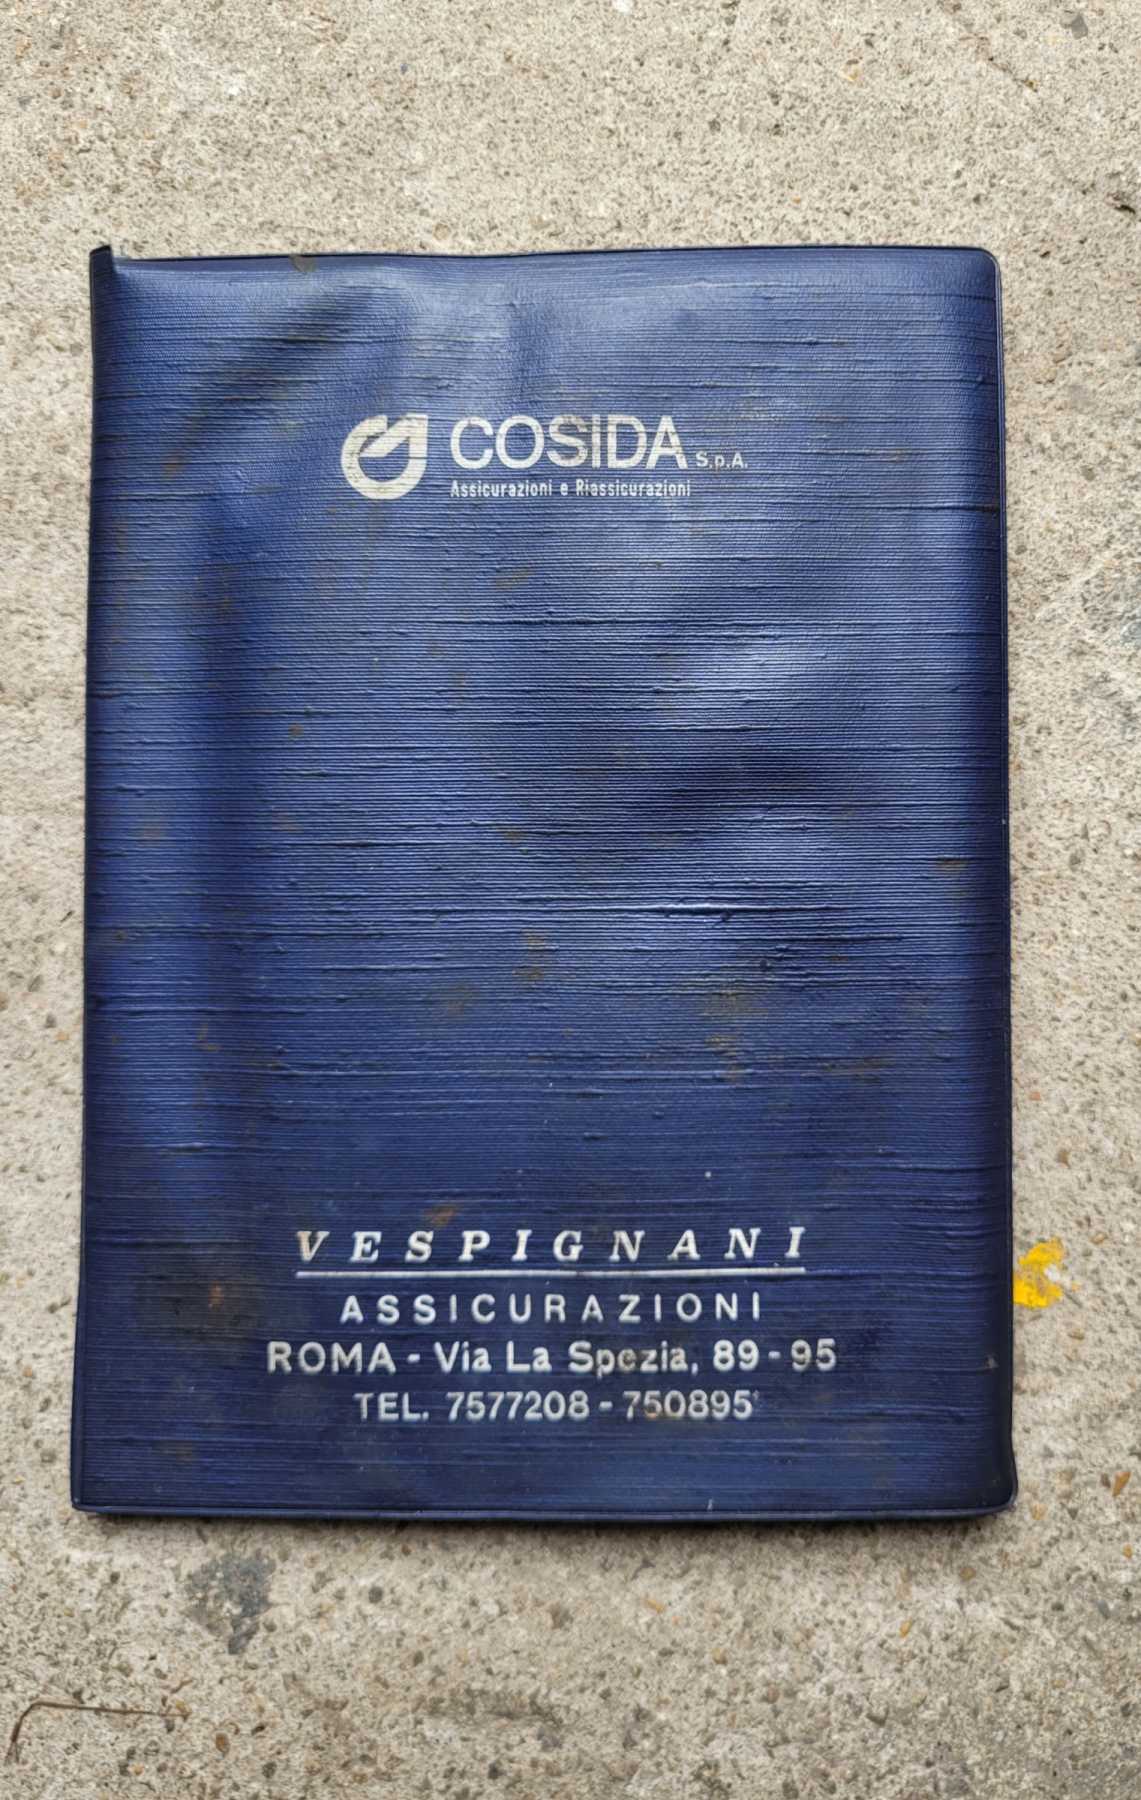 COSIDA S.p.A.
Assicurazioni e Riassicurazioni
VESPIGNANI
ASSICURAZIONI
ROMA - Via La Spezia, 89 - 95
TEL. 7577208 - 750895